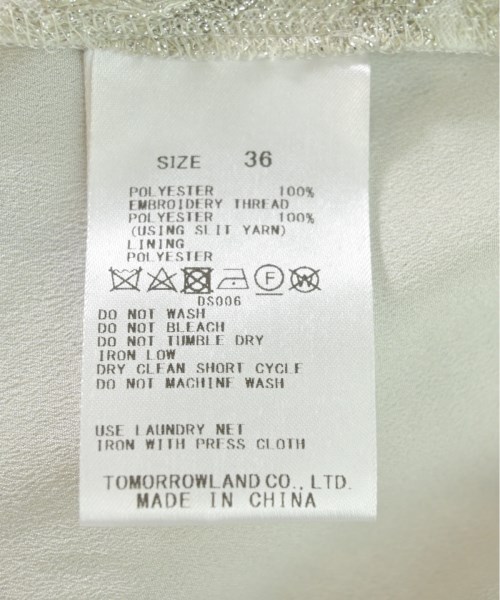 SIZE 36
POLYESTER 100%
EMBROIDERY THREAD
POLYESTER 100%
(USING SLIT YARN)
LINING
POLYESTER
F W
DS006
DO NOT WASH
DO NOT BLEACH
DO NOT TUMBLE DRY
IRON LOW
DRY CLEAN SHORT CYCLE
DO NOT MACHINE WASH
USE LAUNDRY NET
IRON WITH PRESS CLOTH
TOMORROWLAND CO., LTD.
MADE IN CHINA